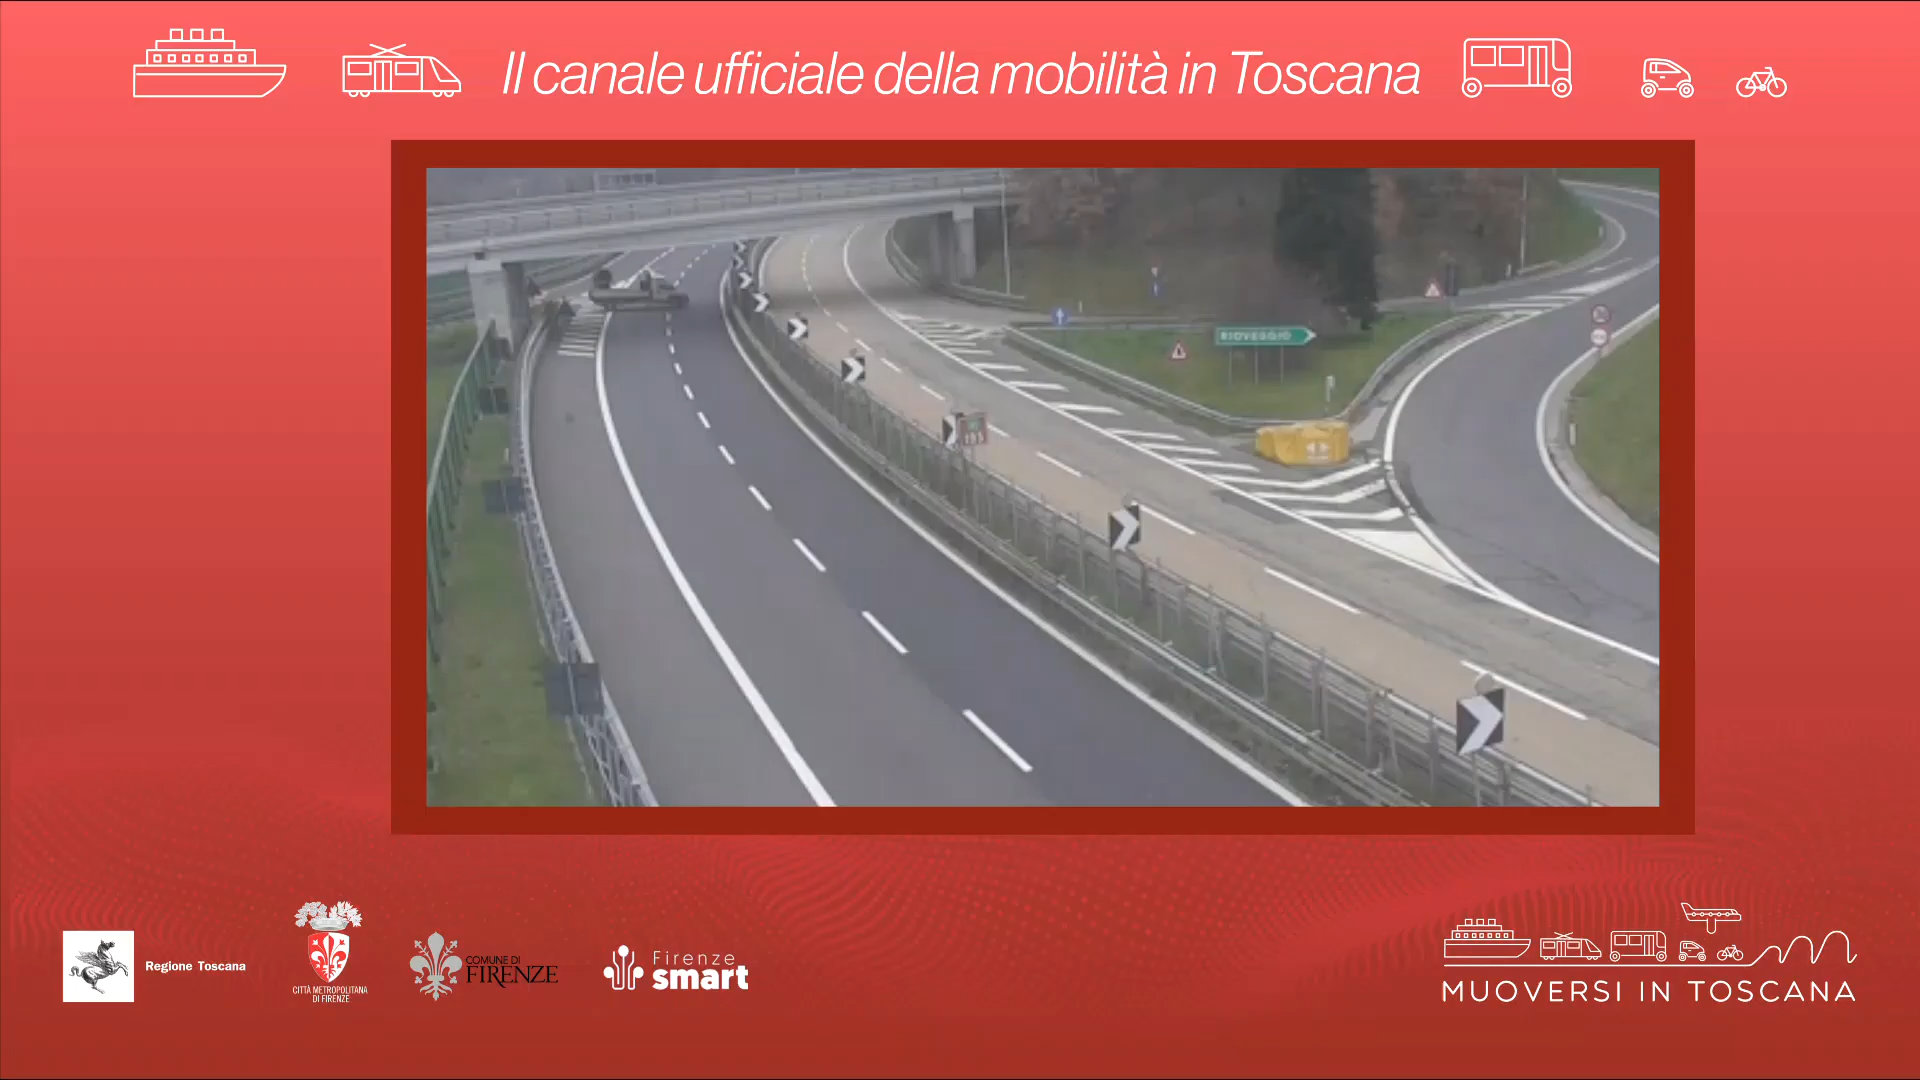 Il canale ufficiale della mobilità in Toscana
RIOVEGGIO
Regione Toscana
CITTÀ METROPOLITANA
DI FIRENZE
COMUNE DI
FIRENZE
Firenze
smart
MUOVERSI IN TOSCANA